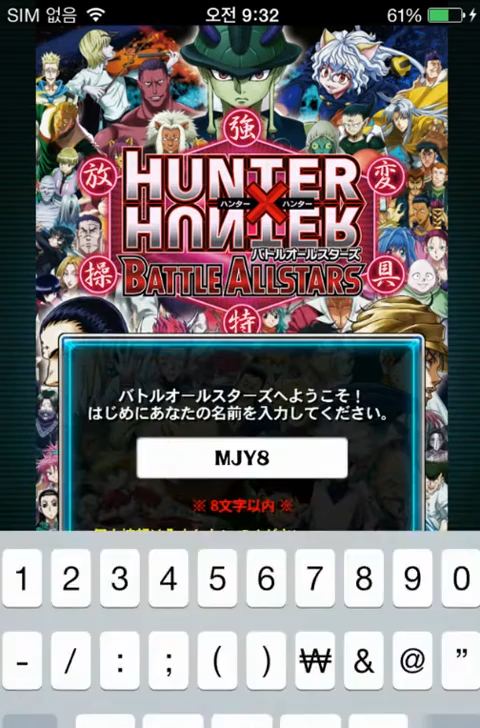 SIM 없음 오전 9:32 61%
強
放 変
HUNTER
ハンター × ハンター
HUNTER
バトルオールスターズ
BATTLE ALLSTARS
操 具
特
バトルオールスターズへようこそ！
はじめにあなたの名前を入力してください。
MJY8
※ 8文字以内 ※
1 2 3 4 5 6 7 8 9 0
- / : ; ( ) ₩ & @ ”